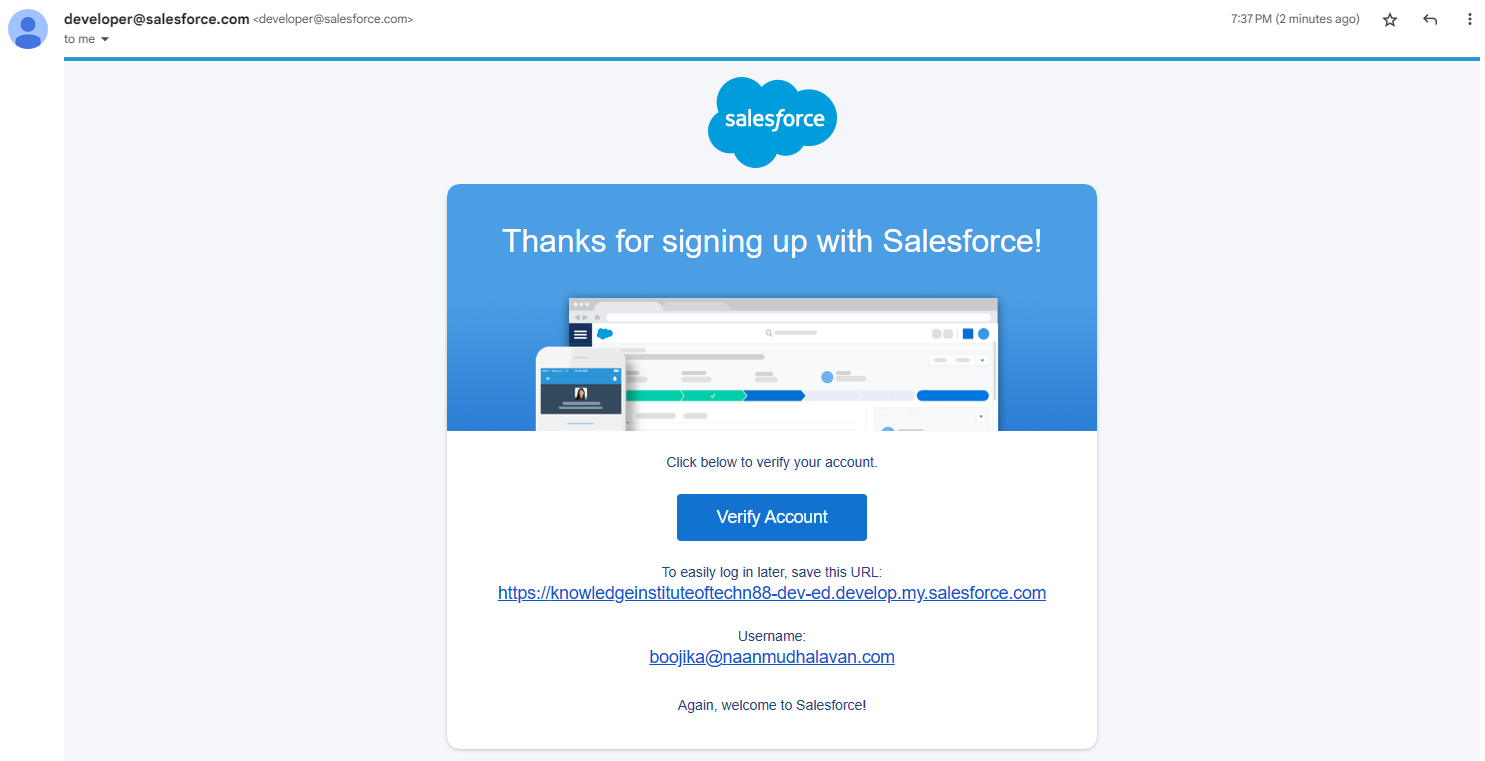 developer@salesforce.com <developer@salesforce.com>
7:37 PM (2 minutes ago)
to me
salesforce
Thanks for signing up with Salesforce!
Click below to verify your account.
Verify Account
To easily log in later, save this URL:
https://knowledgeinstituteoftechn88-dev-ed.develop.my.salesforce.com
Username:
boojika@naanmudhalavan.com
Again, welcome to Salesforce!